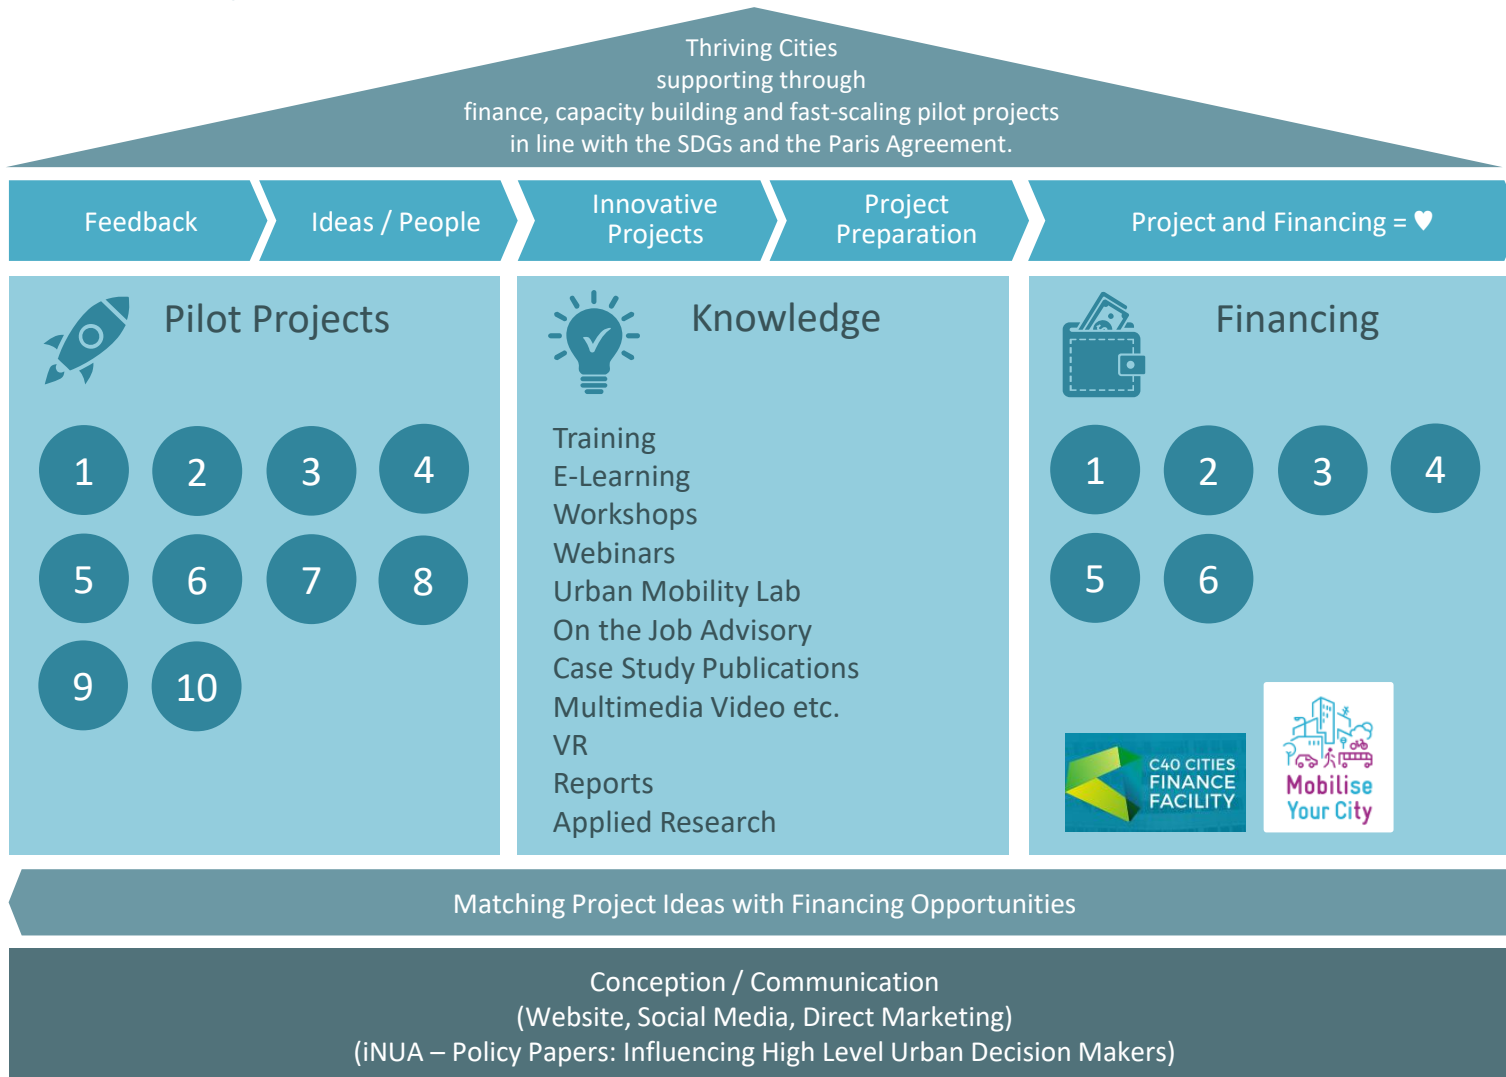 Thriving Cities
supporting through
finance, capacity building and fast-scaling pilot projects
in line with the SDGs and the Paris Agreement.
Feedback
Ideas / People
Innovative
Projects
Project
Preparation
Project and Financing = ♥
Pilot Projects
1 2 3 4
5 6 7 8
9 10
Knowledge
Training
E-Learning
Workshops
Webinars
Urban Mobility Lab
On the Job Advisory
Case Study Publications
Multimedia Video etc.
VR
Reports
Applied Research
Financing
1 2 3 4
5 6
C40 CITIES
FINANCE
FACILITY
Mobilise
Your City
Matching Project Ideas with Financing Opportunities
Conception / Communication
(Website, Social Media, Direct Marketing)
(iNUA – Policy Papers: Influencing High Level Urban Decision Makers)